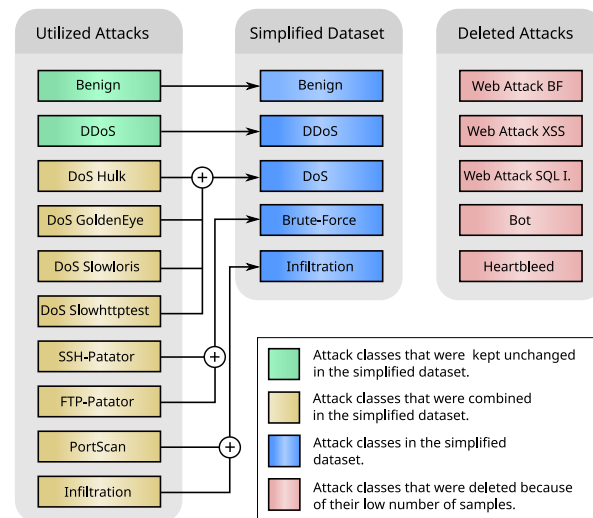 Utilized Attacks
Benign
DDoS
DoS Hulk
DoS GoldenEye
DoS Slowloris
DoS Slowhttptest
SSH-Patator
FTP-Patator
PortScan
Infiltration
Simplified Dataset
Benign
DDoS
DoS
Brute-Force
Infiltration
Deleted Attacks
Web Attack BF
Web Attack XSS
Web Attack SQL I.
Bot
Heartbleed
Attack classes that were kept unchanged
in the simplified dataset.
Attack classes that were combined
in the simplified dataset.
Attack classes in the simplified
dataset.
Attack classes that were deleted because
of their low number of samples.